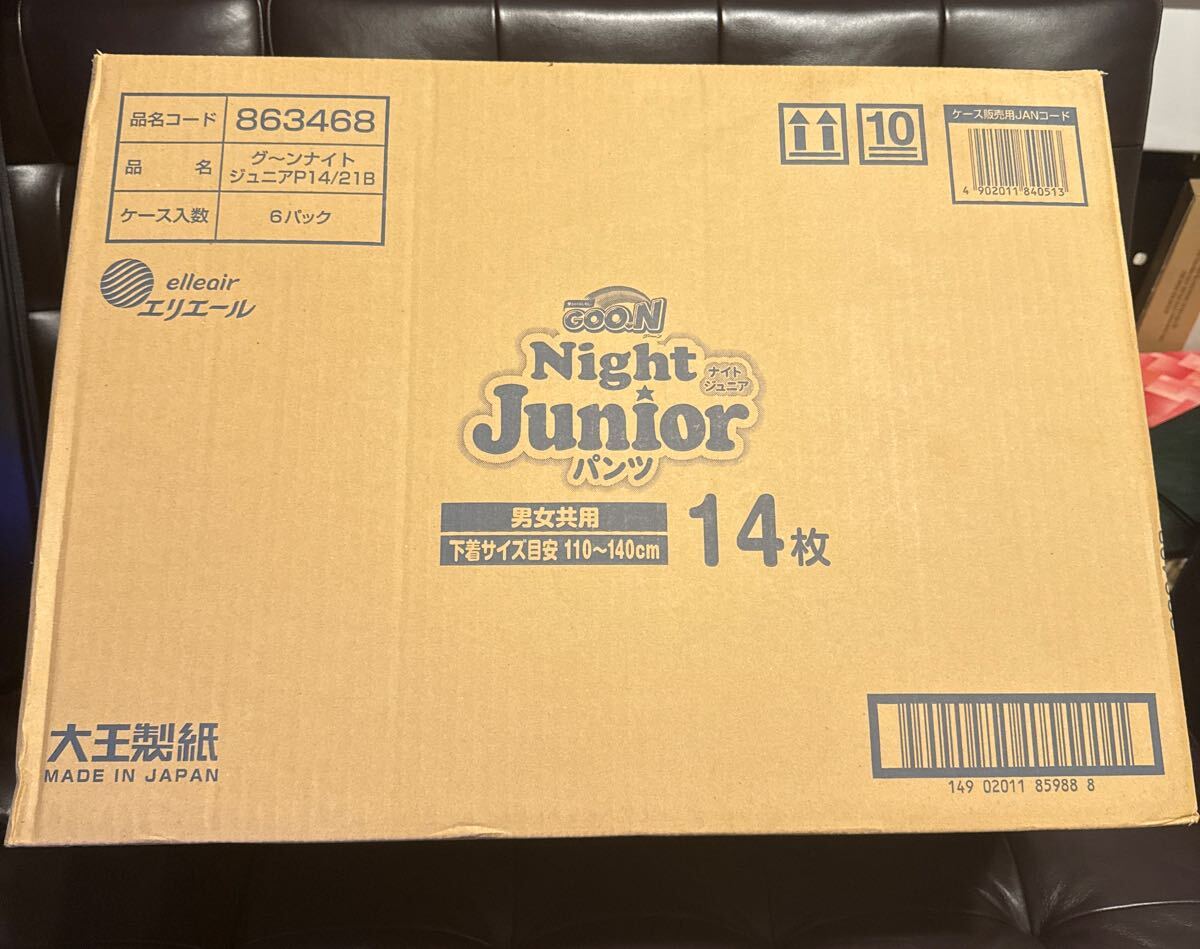 品名コード 863468
品 名 グ〜ンナイト
ジュニアP14/21B
ケース入数 6パック
elleair
エリエール
10
ケース販売用JANコード
4 902011 840513
GOO.N
Night
ナイト
ジュニア
Junior
パンツ
男女共用
下着サイズ目安 110〜140cm
14枚
大王製紙
MADE IN JAPAN
149 02011 85988 8